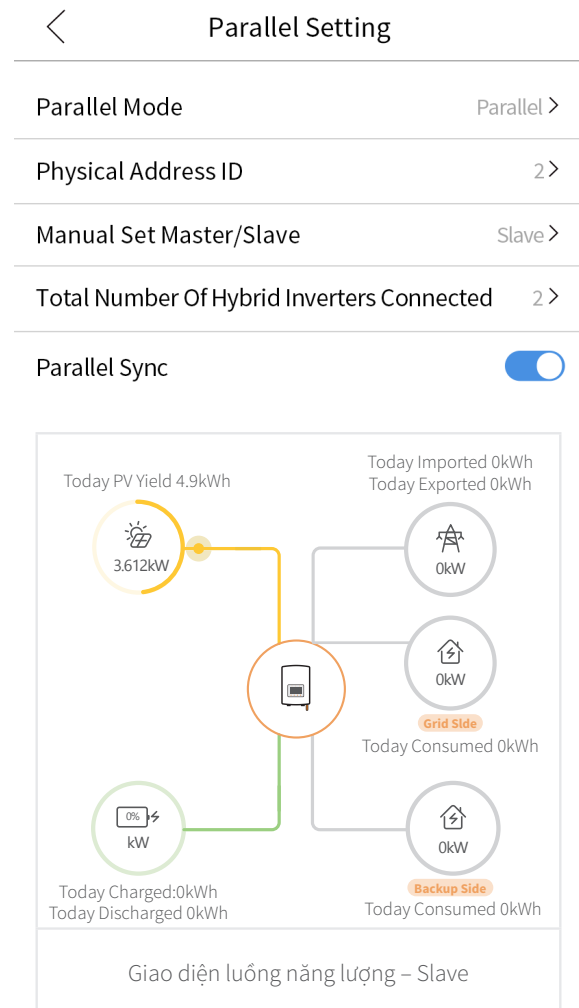 Parallel Setting
Parallel Mode Parallel
Physical Address ID 2
Manual Set Master/Slave Slave
Total Number Of Hybrid Inverters Connected 2
Parallel Sync
Today PV Yield 4.9kWh
3.612kW
Today Imported 0kWh
Today Exported 0kWh
0kW
0kW
Grid SIde
Today Consumed 0kWh
0%
kW
Today Charged:0kWh
Today Discharged 0kWh
0kW
Backup Side
Today Consumed 0kWh
Giao diện luồng năng lượng – Slave